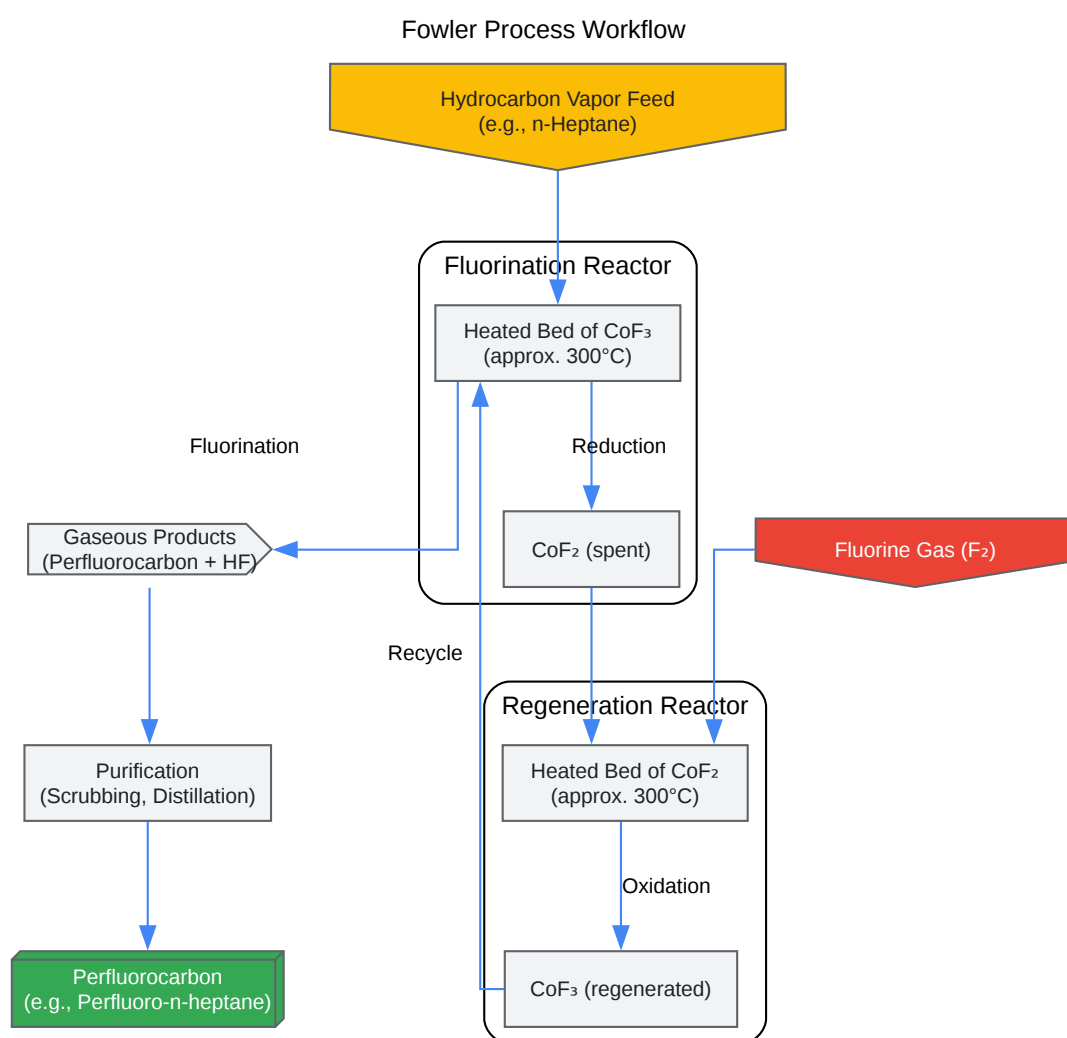 Fowler Process Workflow
Hydrocarbon Vapor Feed
(e.g., n-Heptane)
Fluorination Reactor
Heated Bed of CoF₃
(approx. 300°C)
Fluorination
Reduction
Gaseous Products
(Perfluorocarbon + HF)
CoF₂ (spent)
Fluorine Gas (F₂)
Recycle
Regeneration Reactor
Purification
(Scrubbing, Distillation)
Heated Bed of CoF₂
(approx. 300°C)
Oxidation
Perfluorocarbon
(e.g., Perfluoro-n-heptane)
CoF₃ (regenerated)